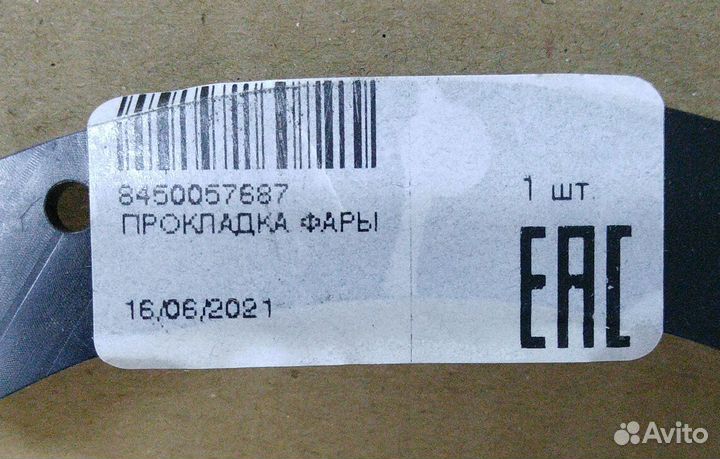 8450057687
ПРОКЛАДКА ФАРЫ
1 шт.
16/06/2021
EAC
Avito